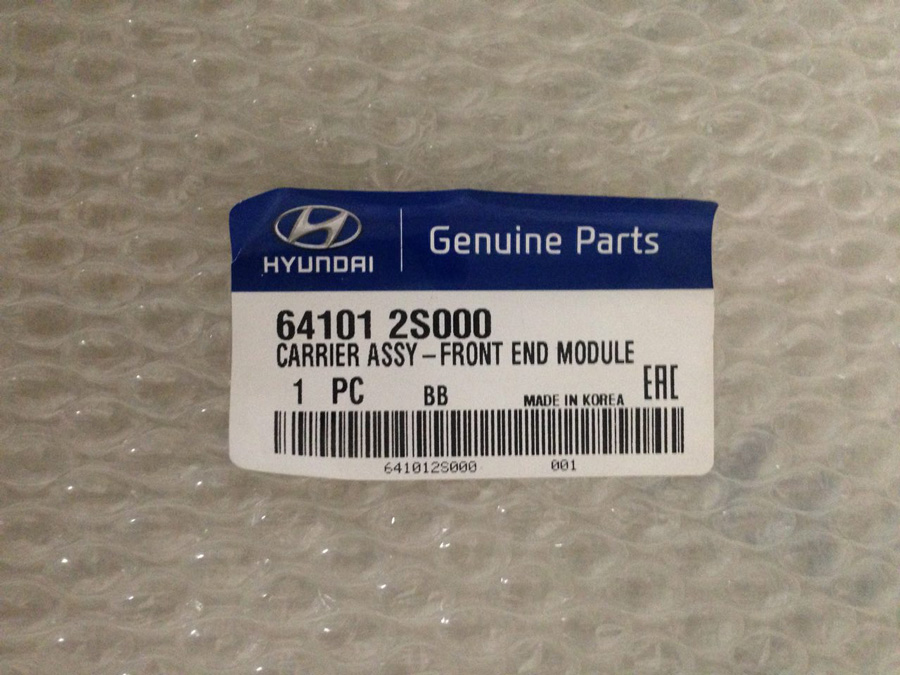 HYUNDAI
Genuine Parts
64101 2S000
CARRIER ASSY – FRONT END MODULE
1 PC BB MADE IN KOREA EAC
641012S000 001